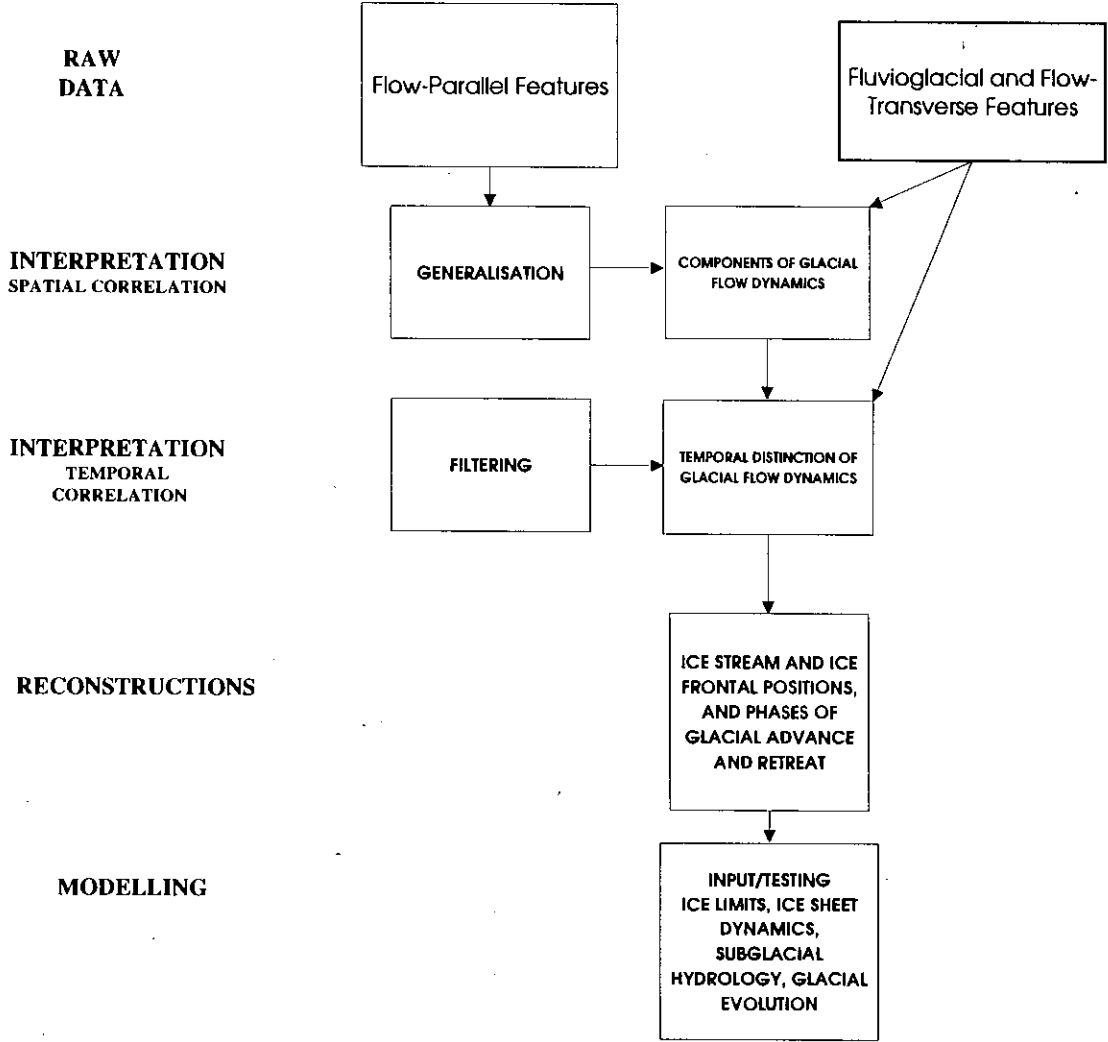 RAW
DATA
Flow-Parallel Features
Fluvioglacial and Flow-
Transverse Features
INTERPRETATION
SPATIAL CORRELATION
GENERALISATION
COMPONENTS OF GLACIAL
FLOW DYNAMICS
INTERPRETATION
TEMPORAL
CORRELATION
FILTERING
TEMPORAL DISTINCTION OF
GLACIAL FLOW DYNAMICS
RECONSTRUCTIONS
ICE STREAM AND ICE
FRONTAL POSITIONS,
AND PHASES OF
GLACIAL ADVANCE
AND RETREAT
MODELLING
INPUT/TESTING
ICE LIMITS, ICE SHEET
DYNAMICS,
SUBGLACIAL
HYDROLOGY, GLACIAL
EVOLUTION